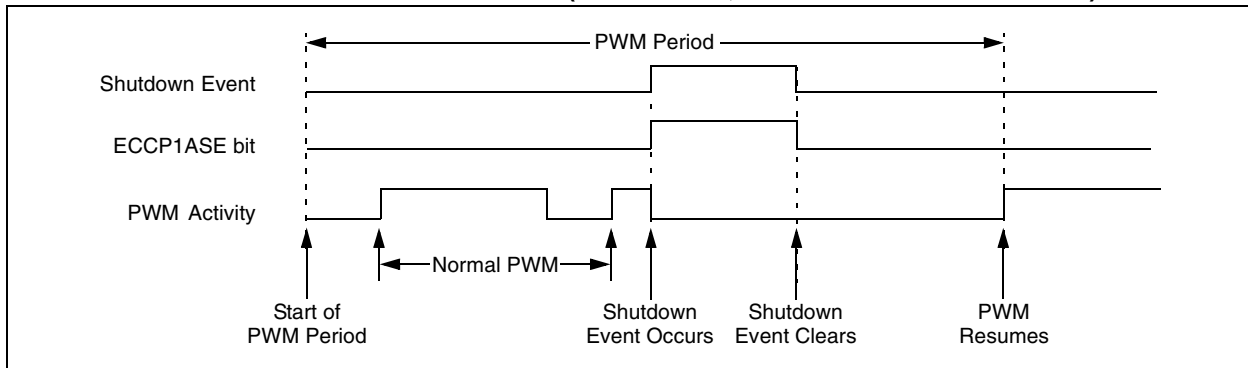 PWM Period
Shutdown Event
ECCP1ASE bit
PWM Activity
Normal PWM
Start of
PWM Period
Shutdown
Event Occurs
Shutdown
Event Clears
PWM
Resumes